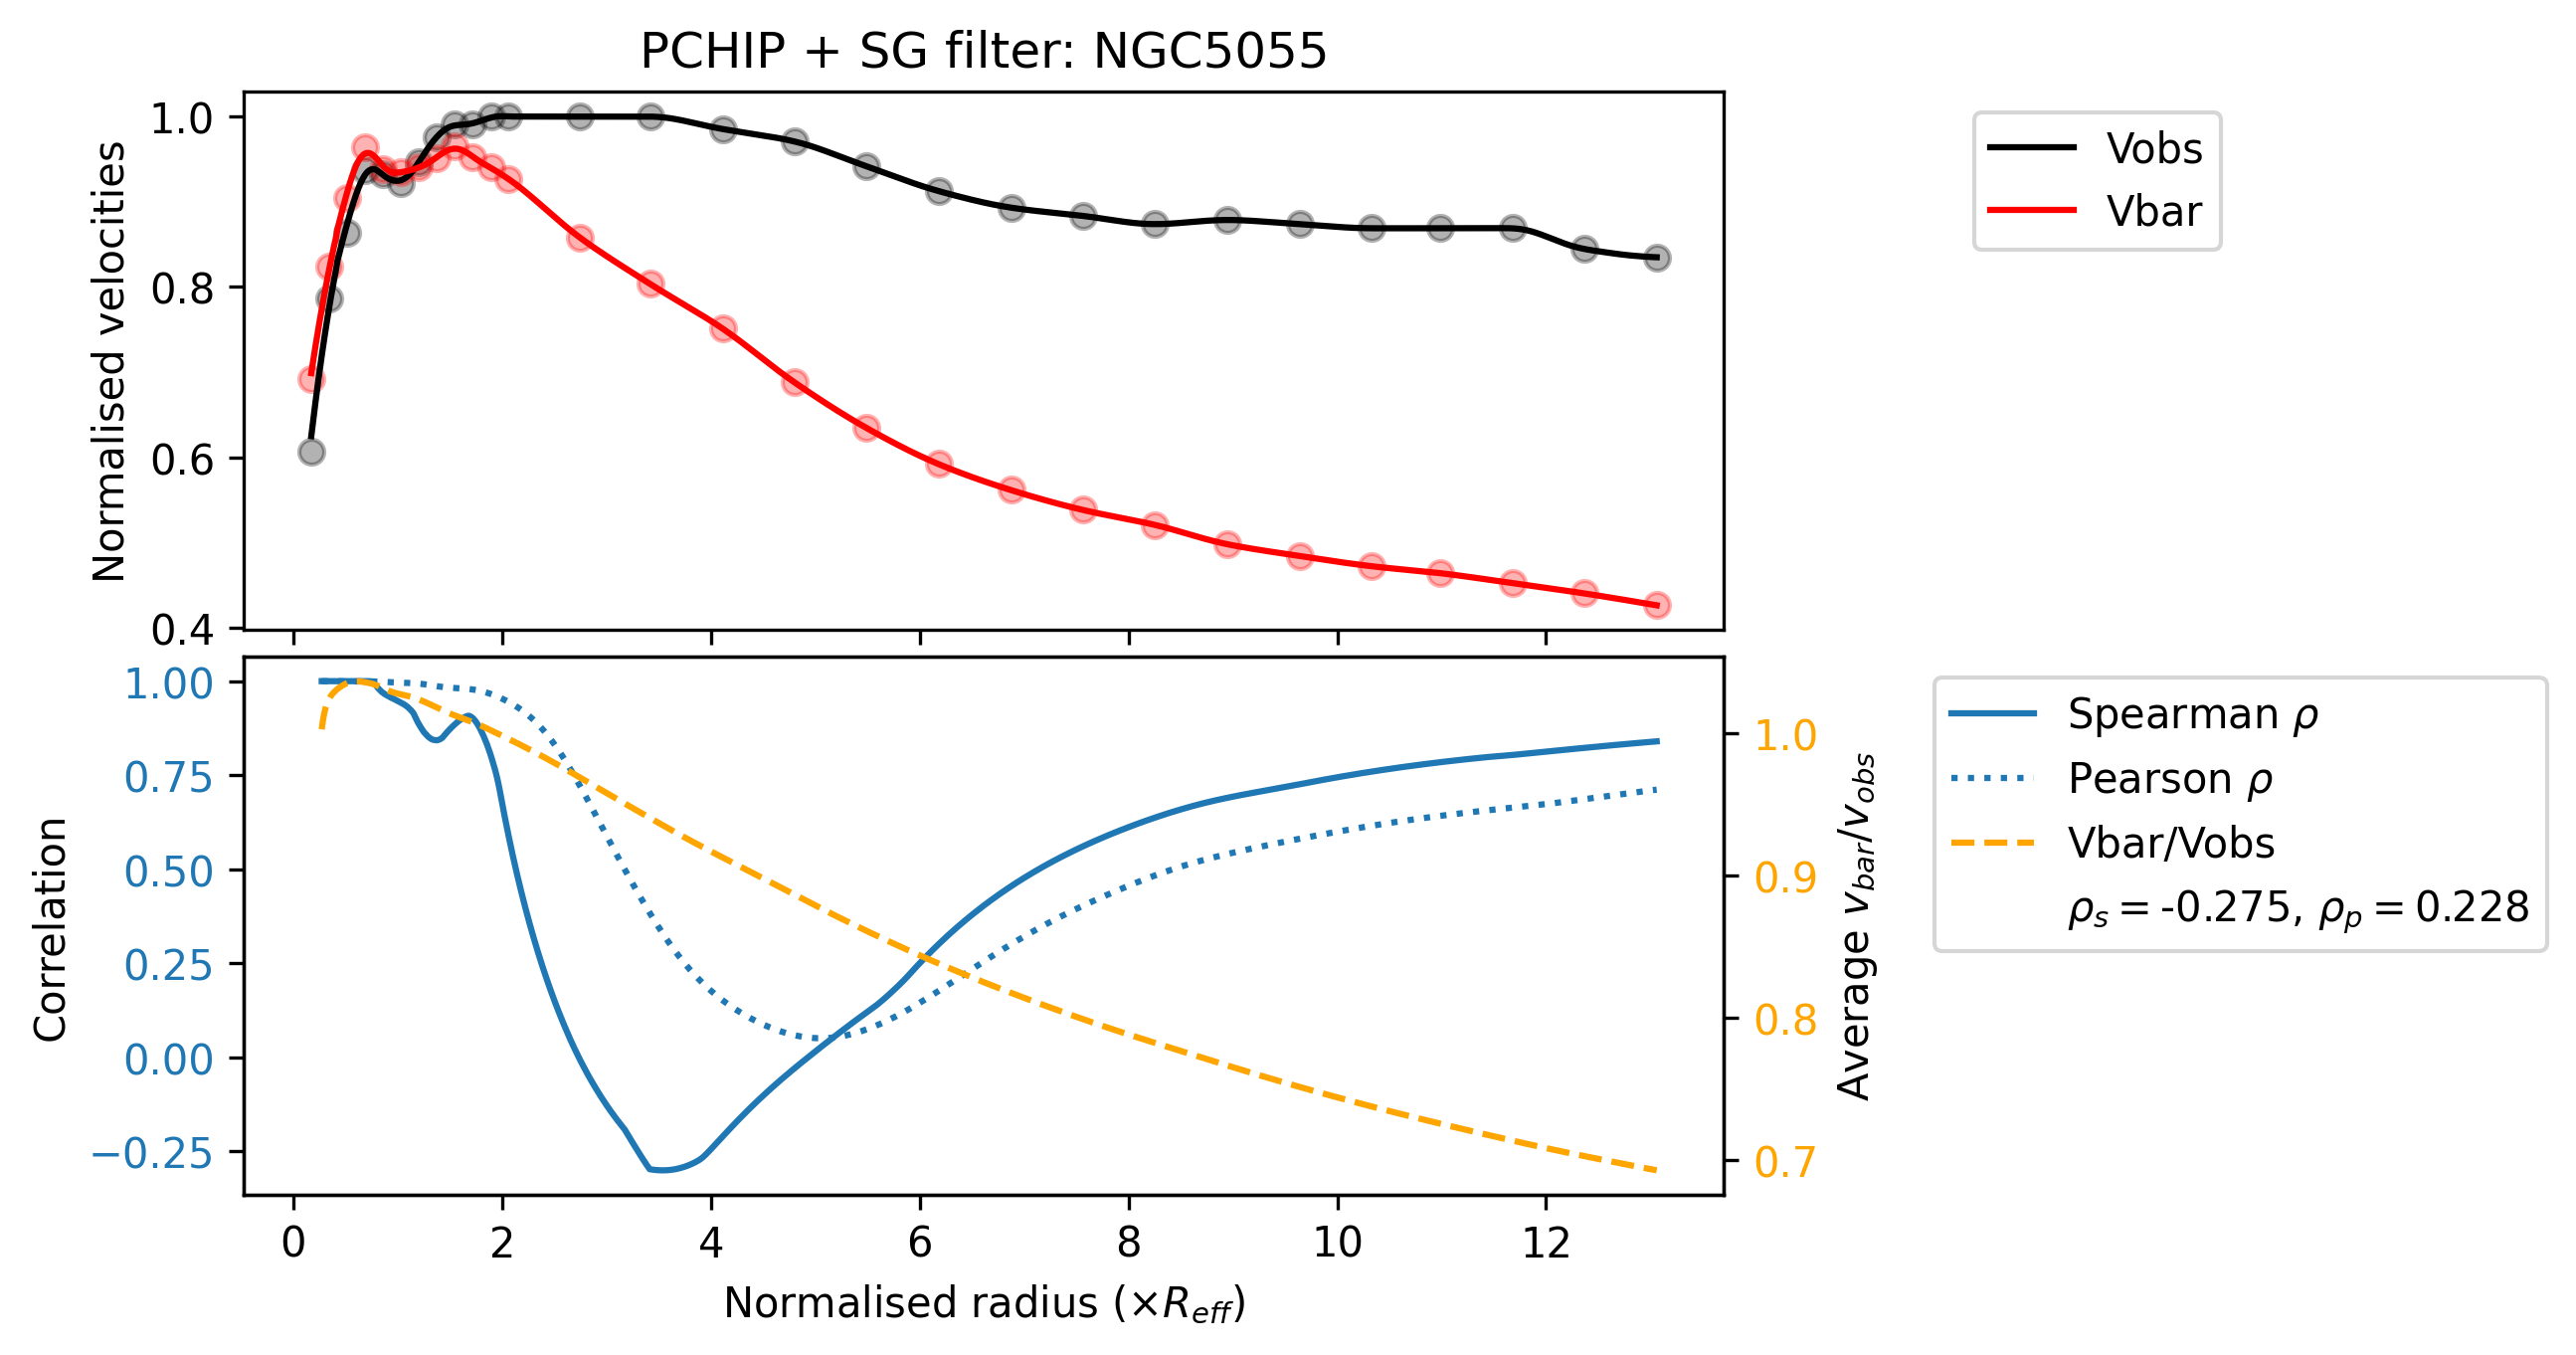 PCHIP + SG filter: NGC5055
Normalised velocities
1.0
0.8
0.6
0.4
Vobs
Vbar
Correlation
1.00
0.75
0.50
0.25
0.00
−0.25
1.0
0.9
0.8
0.7
Average v_bar/v_obs
Spearman ρ
Pearson ρ
Vbar/Vobs
ρ_s = -0.275, ρ_p = 0.228
0 2 4 6 8 10 12
Normalised radius (×R_eff)